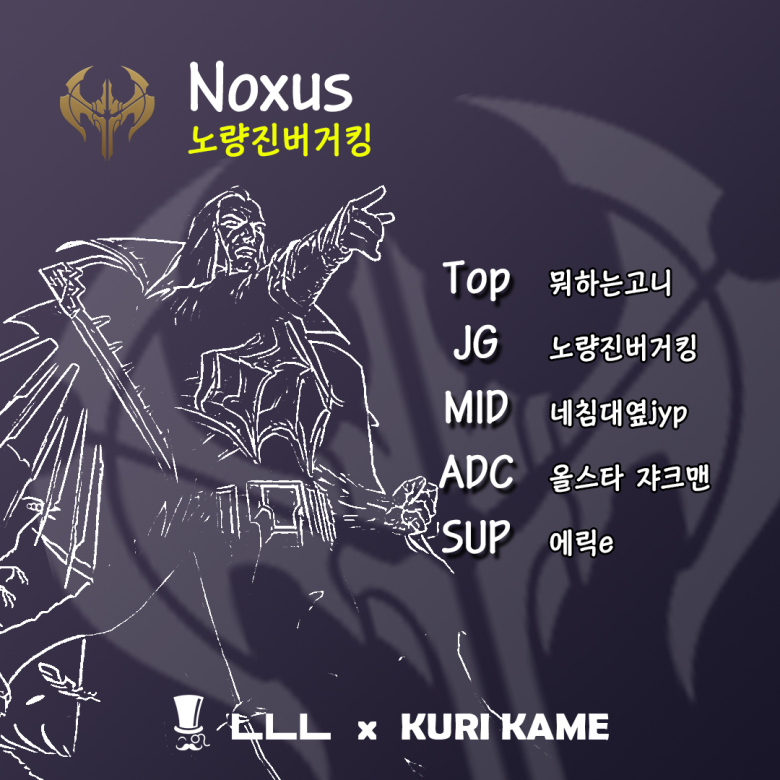 Noxus
노량진버거킹
Top 뭐하는고니
JG 노량진버거킹
MID 네침대옆jyp
ADC 올스타 쟈크맨
SUP 에릭e
LLL x KURI KAME